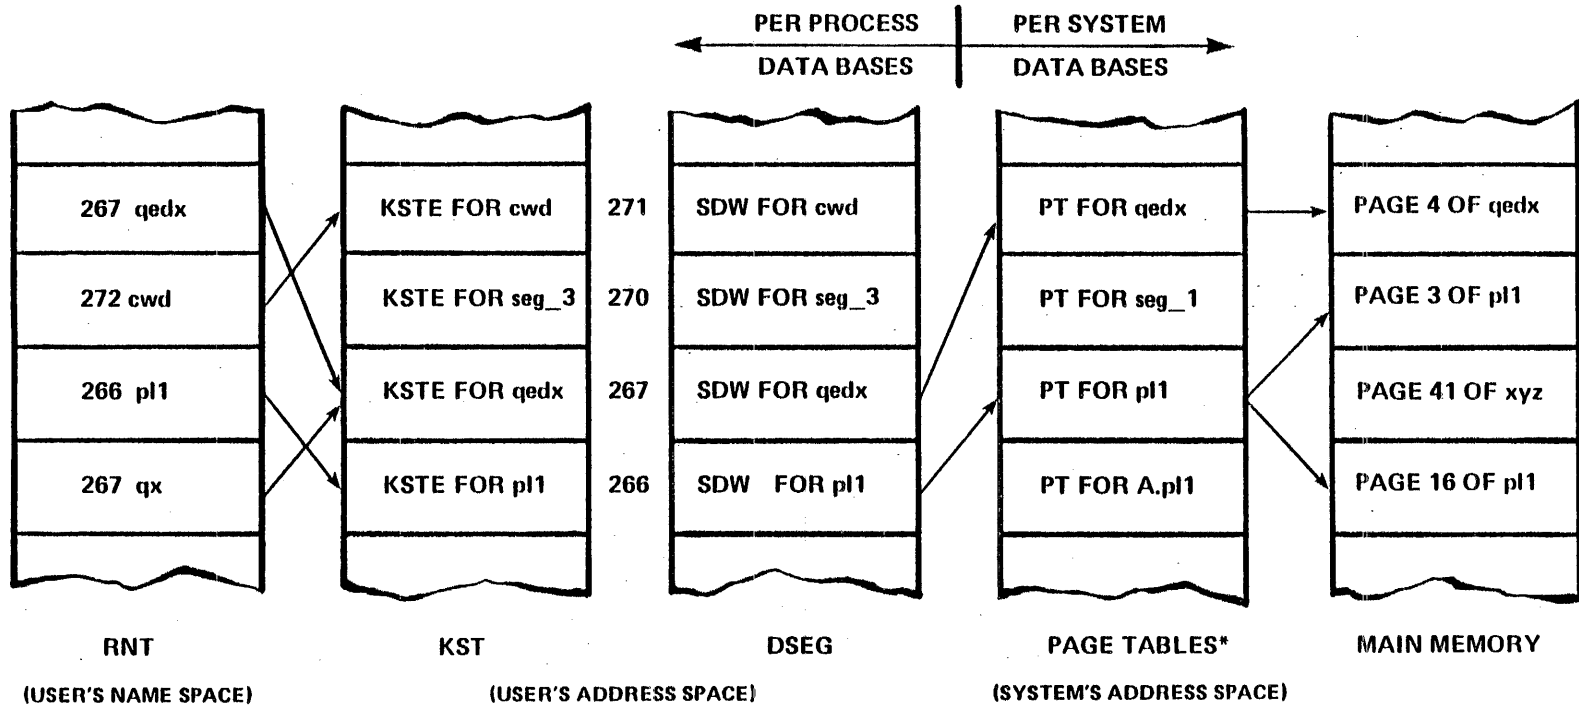 PER PROCESS PER SYSTEM
DATA BASES DATA BASES
267 qedx KSTE FOR cwd 271 SDW FOR cwd PT FOR qedx PAGE 4 OF qedx
272 cwd KSTE FOR seg_3 270 SDW FOR seg_3 PT FOR seg_1 PAGE 3 OF pl1
266 pl1 KSTE FOR qedx 267 SDW FOR qedx PT FOR pl1 PAGE 41 OF xyz
267 qx KSTE FOR pl1 266 SDW FOR pl1 PT FOR A.pl1 PAGE 16 OF pl1
RNT KST DSEG PAGE TABLES* MAIN MEMORY
(USER'S NAME SPACE) (USER'S ADDRESS SPACE) (SYSTEM'S ADDRESS SPACE)